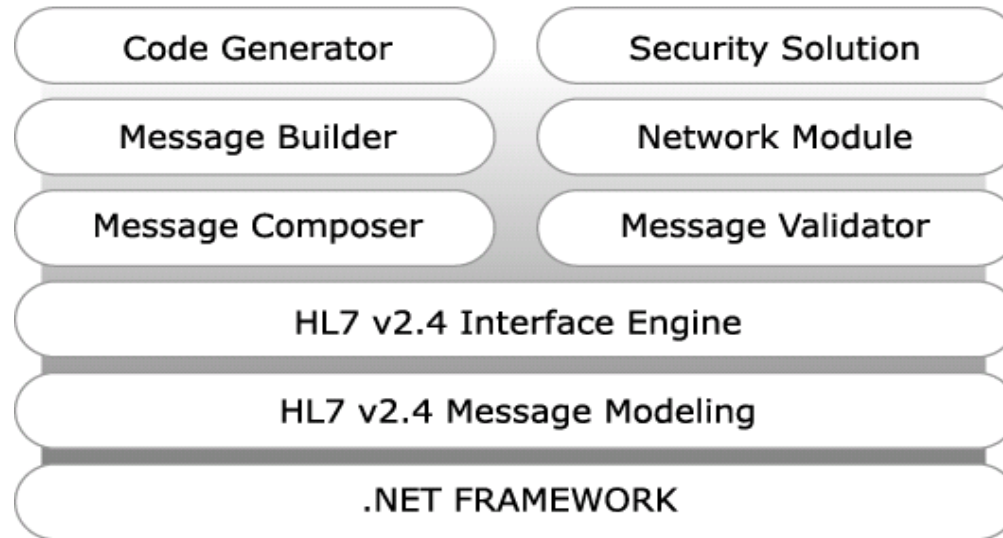 Code Generator
Security Solution
Message Builder
Network Module
Message Composer
Message Validator
HL7 v2.4 Interface Engine
HL7 v2.4 Message Modeling
.NET FRAMEWORK